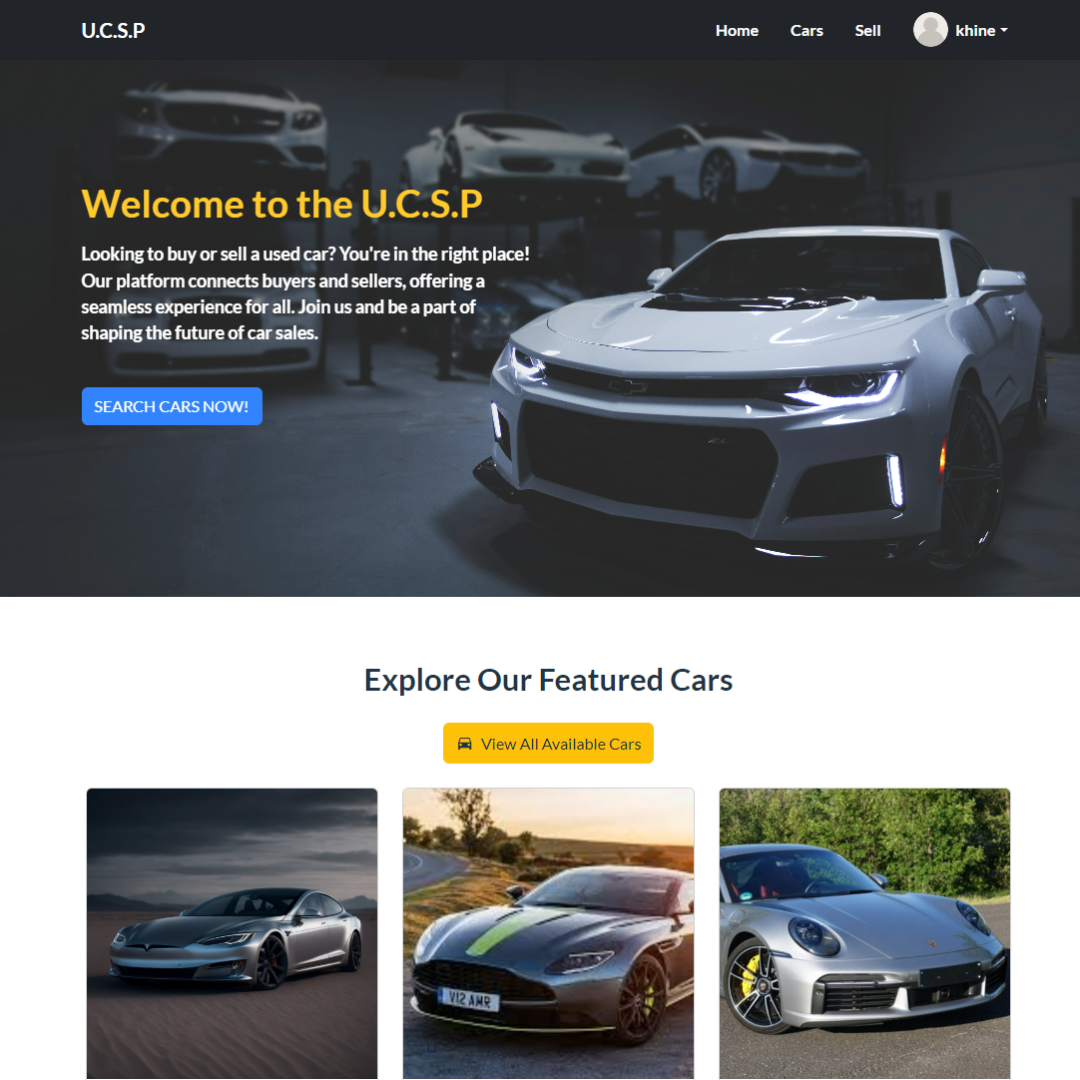 U.C.S.P
Home Cars Sell khine
Welcome to the U.C.S.P
Looking to buy or sell a used car? You're in the right place!
Our platform connects buyers and sellers, offering a
seamless experience for all. Join us and be a part of
shaping the future of car sales.
SEARCH CARS NOW!
Explore Our Featured Cars
View All Available Cars
V12 AMR